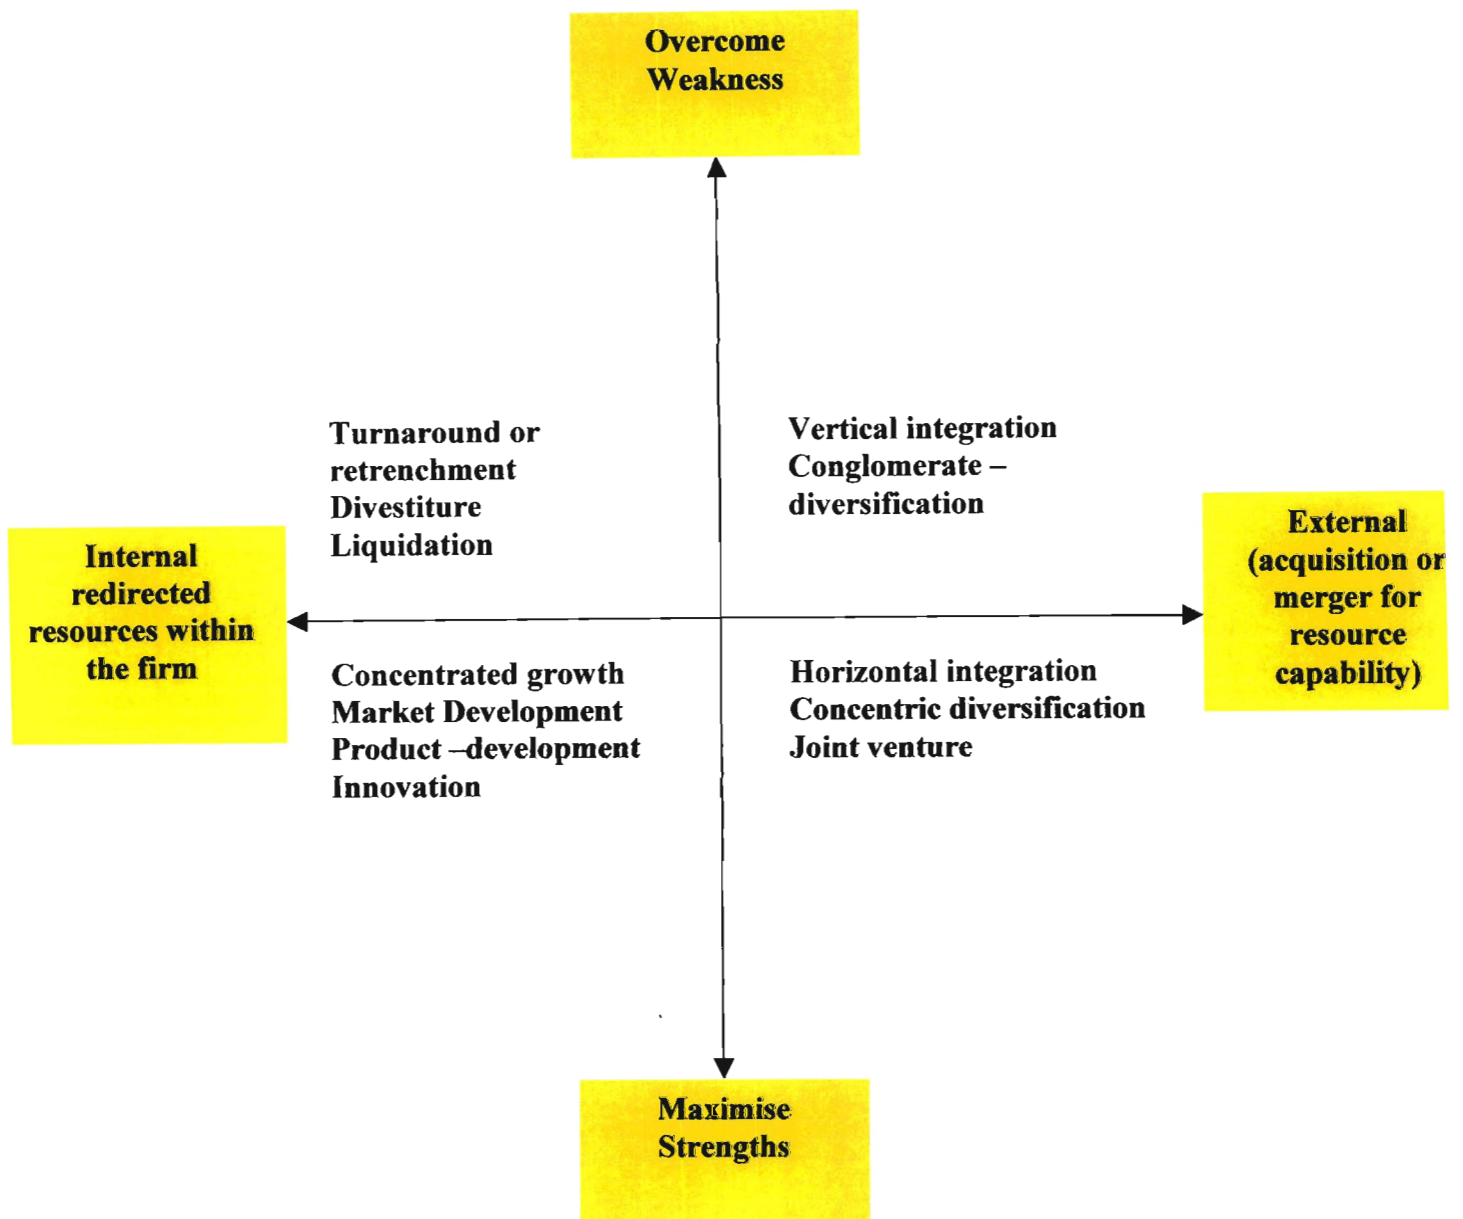 Overcome
Weakness
Turnaround or
retrenchment
Divestiture
Liquidation
Vertical integration
Conglomerate –
diversification
Internal
redirected
resources within
the firm
External
(acquisition or
merger for
resource
capability)
Concentrated growth
Market Development
Product –development
Innovation
Horizontal integration
Concentric diversification
Joint venture
Maximise
Strengths